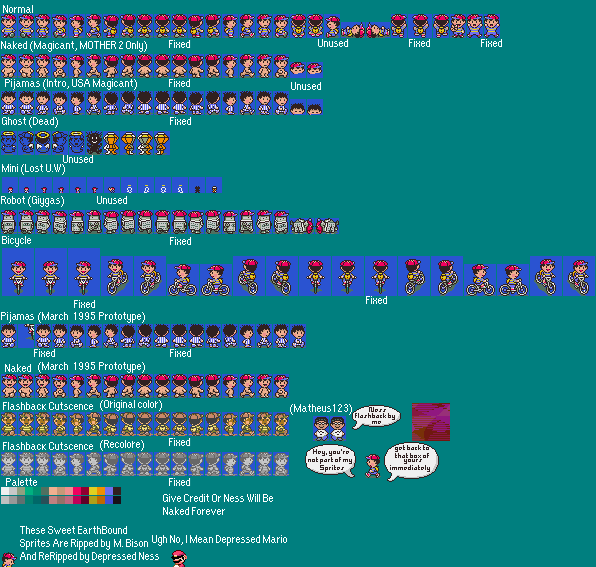 Normal
Naked (Magicant, MOTHER 2 Only)
Fixed
Unused
Fixed
Fixed
Pijamas (Intro, USA Magicant)
Fixed
Unused
Ghost (Dead)
Fixed
Unused
Mini (Lost U.W)
Robot (Giygas)
Unused
Bicycle
Fixed
Fixed
Fixed
Pijamas (March 1995 Prototype)
Fixed
Fixed
Naked (March 1995 Prototype)
Flashback Cutscence (Original color)
(Matheus123)
Ness
Flashback by
me
Flashback Cutscence (Recolore)
Fixed
Hey, you're
not part of my
Sprites
get back to
that box of
yours
immediately
Palette
Fixed
Give Credit Or Ness Will Be
Naked Forever
These Sweet EarthBound
Sprites Are Ripped by M. Bison
And ReRipped by Depressed Ness
Ugh No, I Mean Depressed Mario